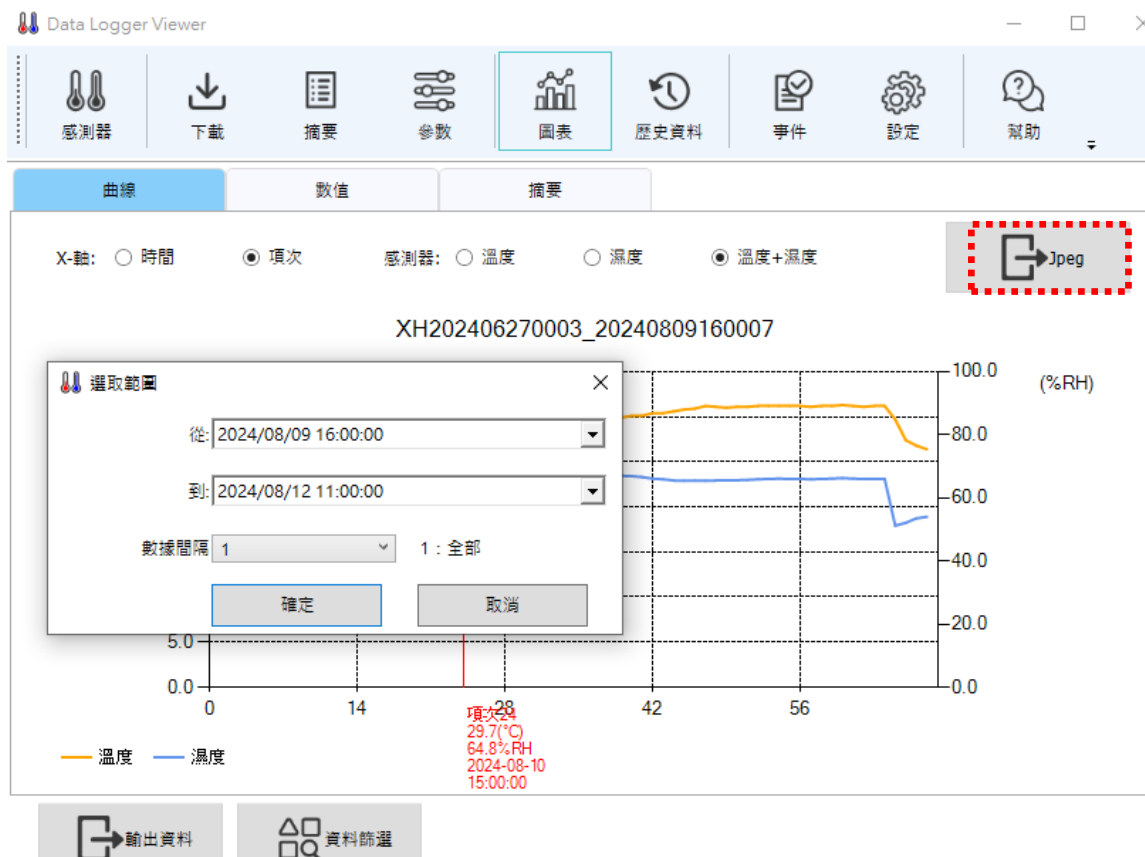 Data Logger Viewer
感測器 下載 摘要 參數 圖表 歷史資料 事件 設定 幫助
曲線 數值 摘要
X-軸: 時間 項次 感測器: 溫度 濕度 溫度+濕度
Jpeg
XH202406270003_20240809160007
選取範圍
從: 2024/08/09 16:00:00
到: 2024/08/12 11:00:00
數據間隔 1 1：全部
確定 取消
100.0 (%RH)
80.0
60.0
40.0
20.0
0.0
5.0
0.0
0 14 28 42 56
項次24
29.7(°C)
64.8%RH
2024-08-10
15:00:00
溫度 濕度
輸出資料 資料篩選